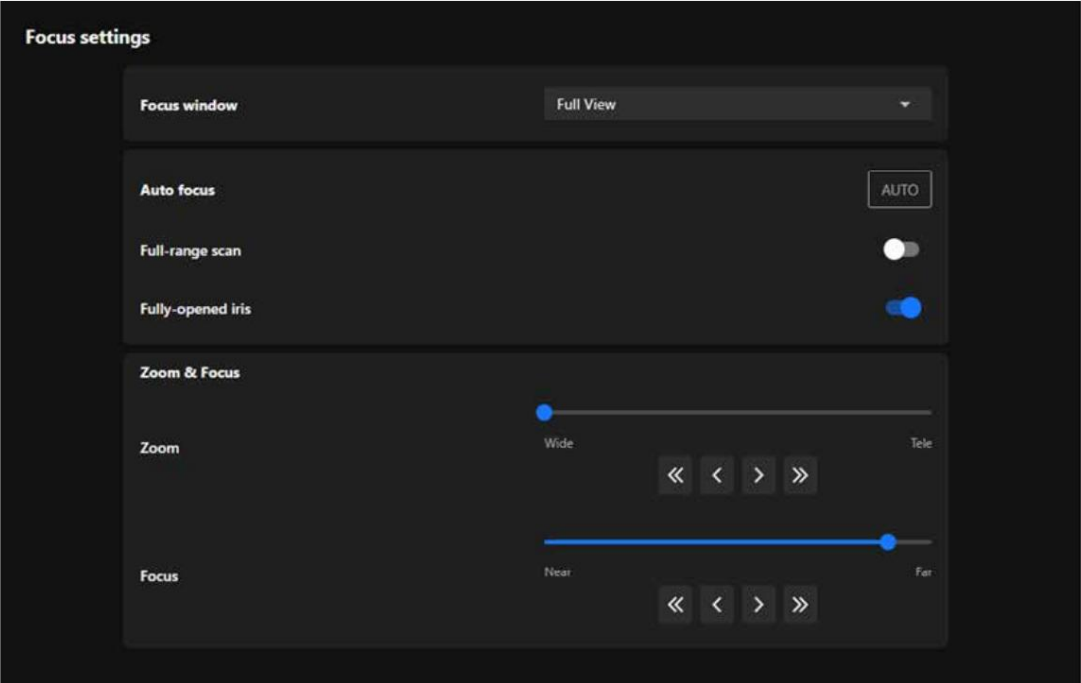 Focus settings
Focus window
Full View
Auto focus
AUTO
Full-range scan
Fully-opened iris
Zoom & Focus
Zoom
Wide
Tele
Focus
Near
Far